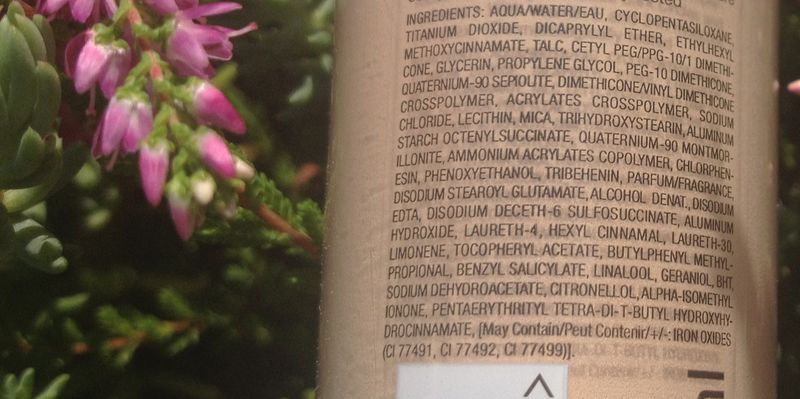 INGREDIENTS: AQUA/WATER/EAU, CYCLOPENTASILOXANE,
TITANIUM DIOXIDE, DICAPRYLYL ETHER, ETHYLHEXYL
METHOXYCINNAMATE, TALC, CETYL PEG/PPG-10/1 DIMETHI-
CONE, GLYCERIN, PROPYLENE GLYCOL, PEG-10 DIMETHICONE,
QUATERNIUM-90 SEPIOLITE, DIMETHICONE/VINYL DIMETHICONE
CROSSPOLYMER, ACRYLATES CROSSPOLYMER, SODIUM
CHLORIDE, LECITHIN, MICA, TRIHYDROXYSTEARIN, ALUMINUM
STARCH OCTENYLSUCCINATE, QUATERNIUM-90 MONTMOR-
ILLONITE, AMMONIUM ACRYLATES COPOLYMER, CHLORPHEN-
ESIN, PHENOXYETHANOL, TRIBEHENIN, PARFUM/FRAGRANCE,
DISODIUM STEAROYL GLUTAMATE, ALCOHOL DENAT., DISODIUM
EDTA, DISODIUM DECETH-6 SULFOSUCCINATE, ALUMINUM
HYDROXIDE, LAURETH-4, HEXYL CINNAMAL, LAURETH-30,
LIMONENE, TOCOPHERYL ACETATE, BUTYLPHENYL METHYL-
PROPIONAL, BENZYL SALICYLATE, LINALOOL, GERANIOL, BHT,
SODIUM DEHYDROACETATE, CITRONELLOL, ALPHA-ISOMETHYL
IONONE, PENTAERYTHRITYL TETRA-DI-T-BUTYL HYDROXYHY-
DROCINNAMATE, [May Contain/Peut Contenir/+/-: IRON OXIDES
(CI 77491, CI 77492, CI 77499)].